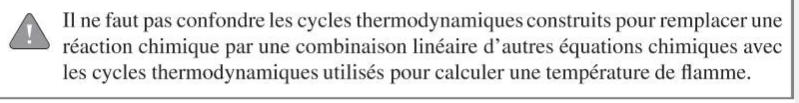 Il ne faut pas confondre les cycles thermodynamiques construits pour remplacer une
réaction chimique par une combinaison linéaire d'autres équations chimiques avec
les cycles thermodynamiques utilisés pour calculer une température de flamme.